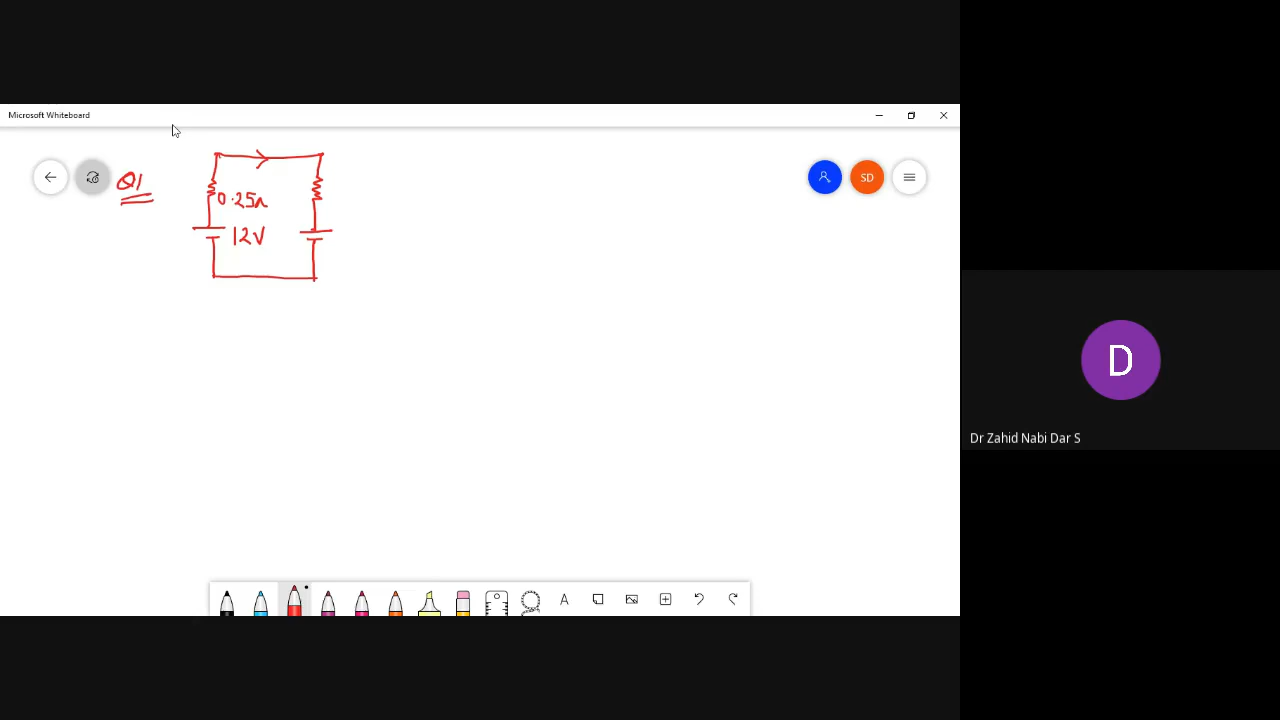 Microsoft Whiteboard
Q1
0.25Ω
12V
SD
A
D
Dr Zahid Nabi Dar S